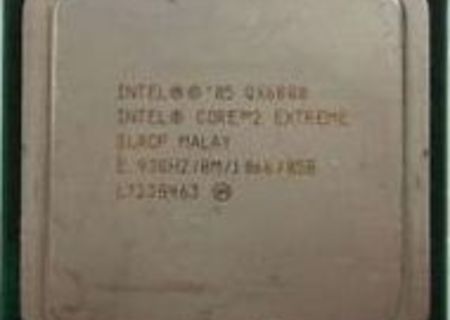 INTEL® © '05 QX6800
INTEL® CORE™2 EXTREME
SLACP MALAY
2.93GHZ/8M/1066/05B